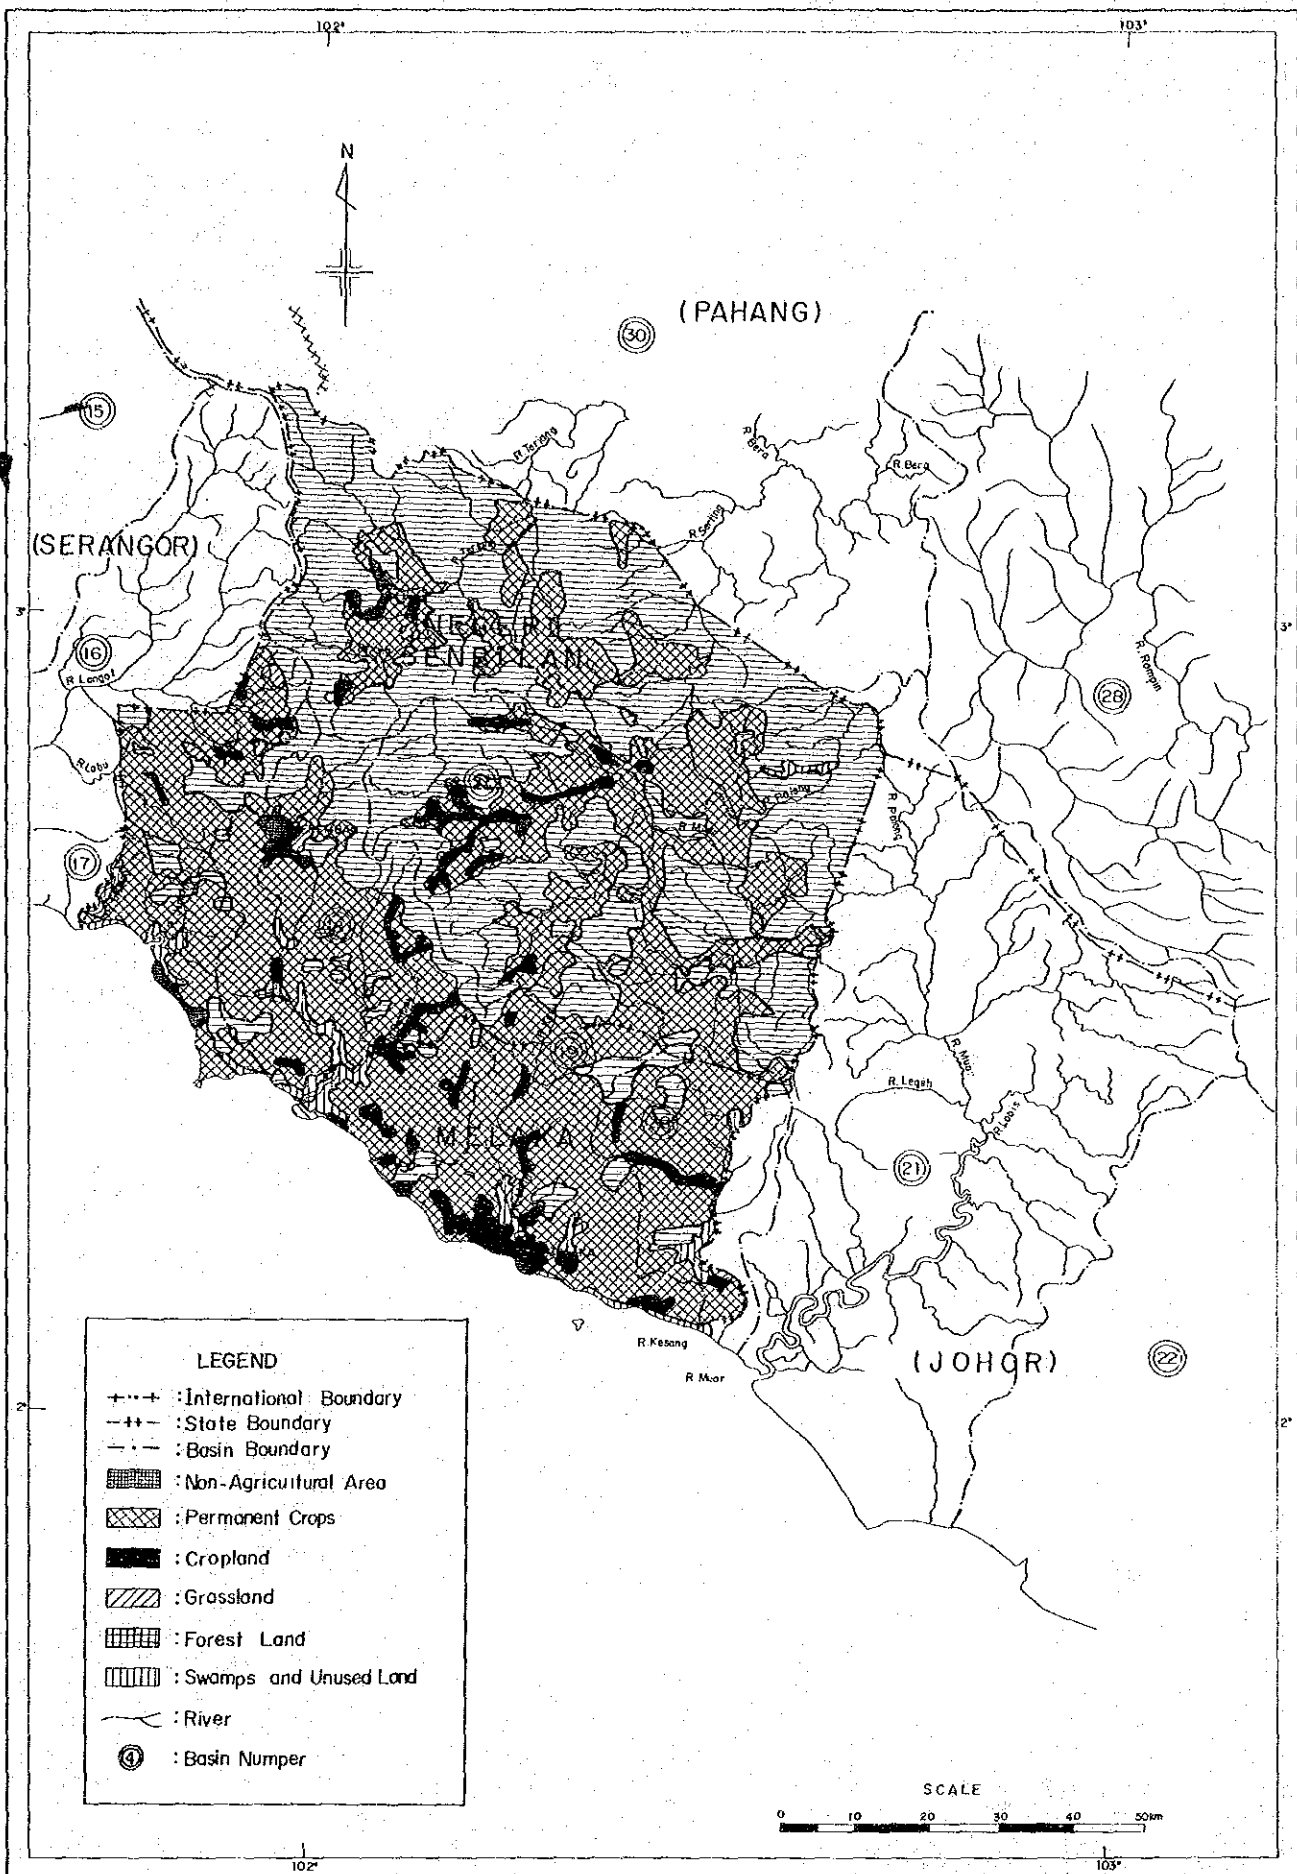 102°
103°
N
(PAHANG)
30
15
R. Bera
R. Bera
R. Serting
(SERANGOR)
3°
3°
NEGERI
SENBILAN
16
R Langat
R. Rompin
28
R Labu
17
R. Palong
R. Muar
R. Legeh
R. Labis
MELAKA
21
R. Kesang
(JOHOR)
22
R Muar
2°
2°
LEGEND
:International Boundary
:State Boundary
:Basin Boundary
:Non-Agricultural Area
:Permanent Crops
:Cropland
:Grassland
:Forest Land
:Swamps and Unused Land
:River
4 :Basin Numper
SCALE
0 10 20 30 40 50km
102°
103°